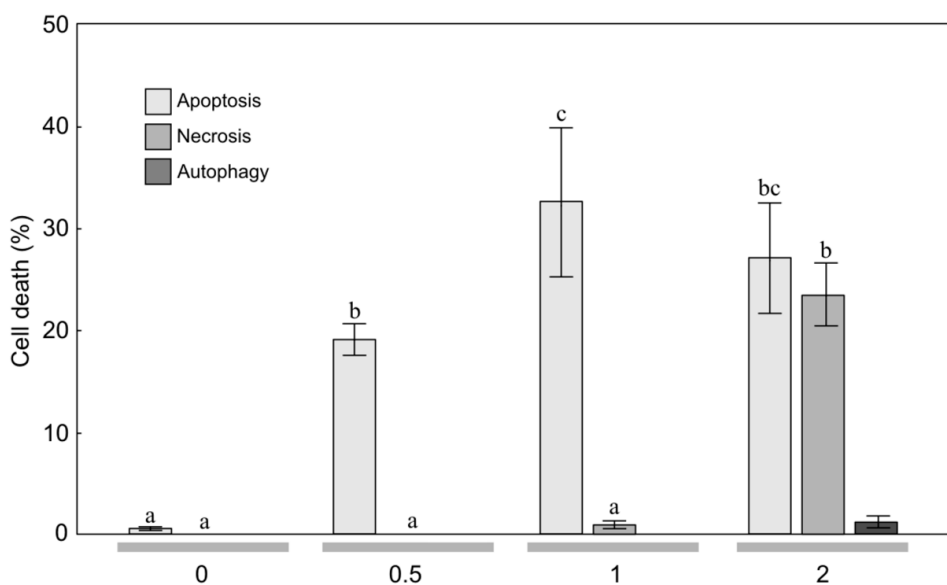 50
40
30
20
10
0
Cell death (%)
Apoptosis
Necrosis
Autophagy
a
a
b
a
c
a
bc
b
0
0.5
1
2